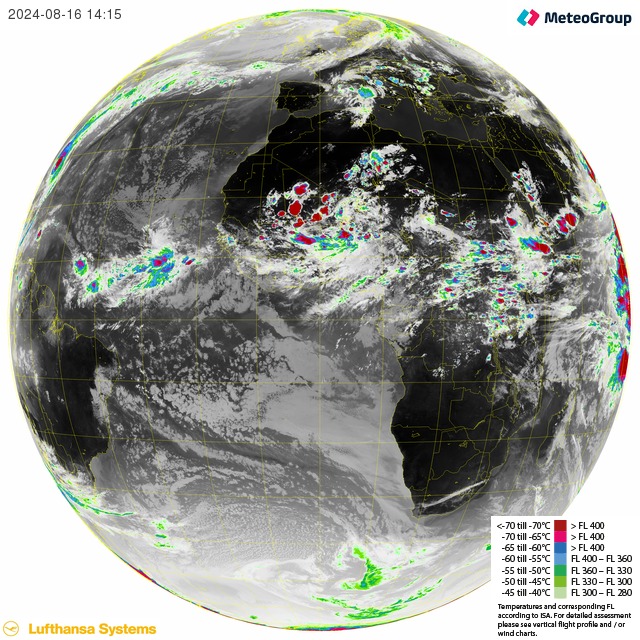 2024-08-16 14:15
MeteoGroup
<-70 till -70°C > FL 400
-70 till -65°C > FL 400
-65 till -60°C > FL 400
-60 till -55°C FL 400 – FL 360
-55 till -50°C FL 360 – FL 330
-50 till -45°C FL 330 – FL 300
-45 till -40°C FL 300 – FL 280
Temperatures and corresponding FL
according to ISA. For detailed assessment
please see vertical flight profile and / or
wind charts.
Lufthansa Systems